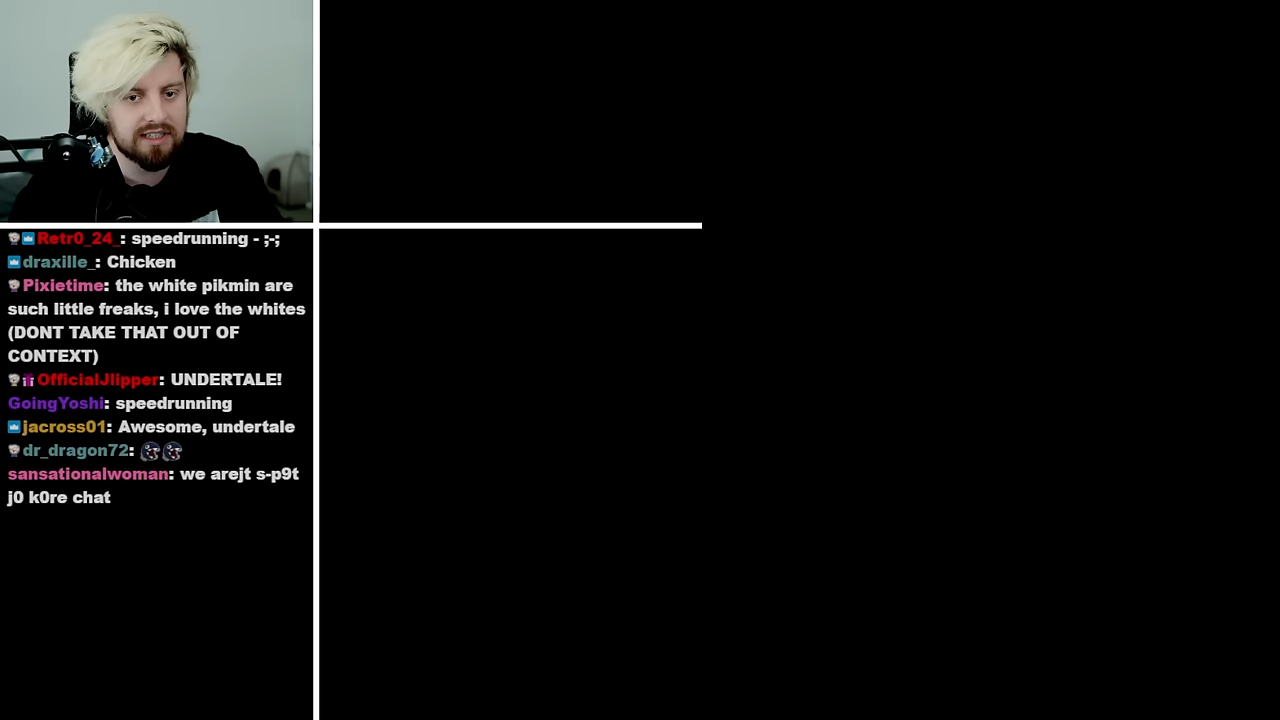 Retr0_24_: speedrunning - ;-;
draxille_: Chicken
Pixietime: the white pikmin are
such little freaks, i love the whites
(DONT TAKE THAT OUT OF
CONTEXT)
OfficialJlipper: UNDERTALE!
GoingYoshi: speedrunning
jacross01: Awesome, undertale
dr_dragon72:
sansationalwoman: we arejt s-p9t
j0 k0re chat